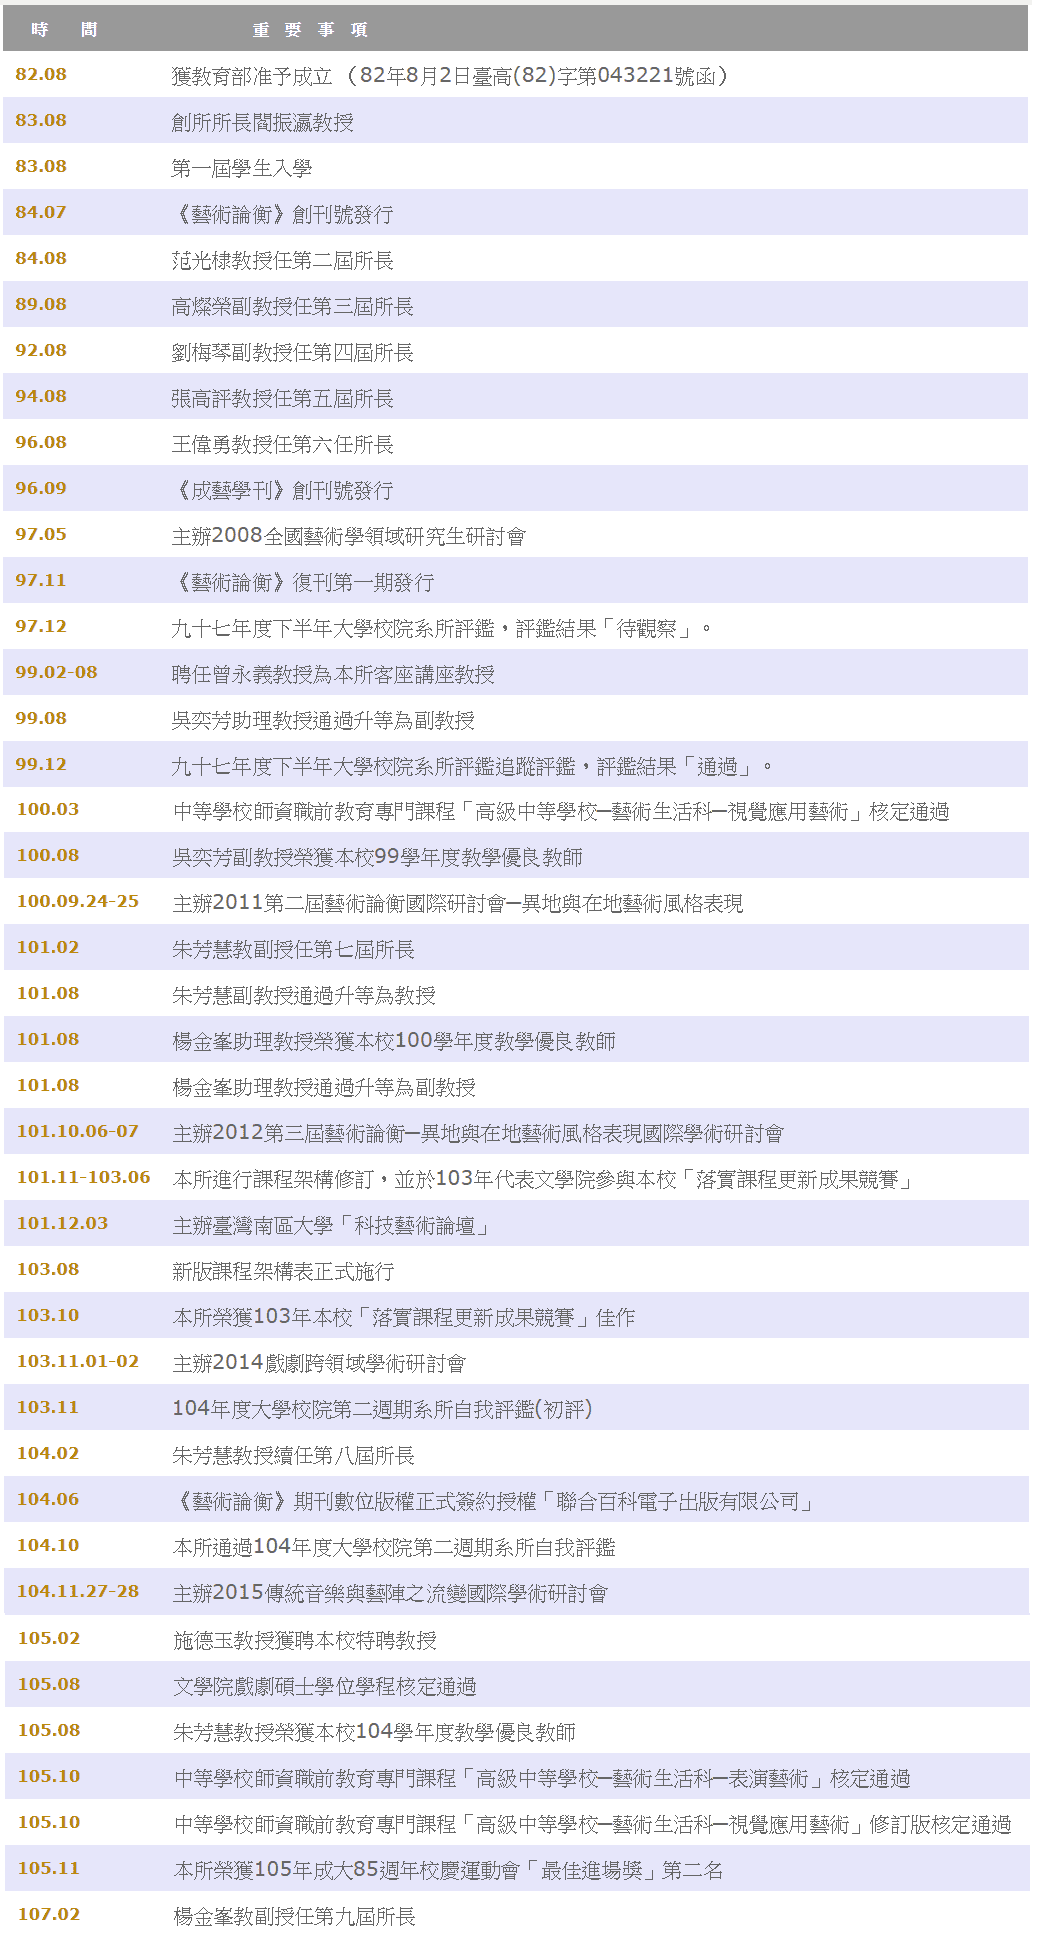 時 間 重 要 事 項
82.08 獲教育部准予成立 （82年8月2日臺高(82)字第043221號函）
83.08 創所所長閻振瀛教授
83.08 第一屆學生入學
84.07 《藝術論衡》創刊號發行
84.08 范光棣教授任第二屆所長
89.08 高燦榮副教授任第三屆所長
92.08 劉梅琴副教授任第四屆所長
94.08 張高評教授任第五屆所長
96.08 王偉勇教授任第六任所長
96.09 《成藝學刊》創刊號發行
97.05 主辦2008全國藝術學領域研究生研討會
97.11 《藝術論衡》復刊第一期發行
97.12 九十七年度下半年大學校院系所評鑑，評鑑結果「待觀察」。
99.02-08 聘任曾永義教授為本所客座講座教授
99.08 吳奕芳助理教授通過升等為副教授
99.12 九十七年度下半年大學校院系所評鑑追蹤評鑑，評鑑結果「通過」。
100.03 中等學校師資職前教育專門課程「高級中等學校─藝術生活科─視覺應用藝術」核定通過
100.08 吳奕芳副教授榮獲本校99學年度教學優良教師
100.09.24-25 主辦2011第二屆藝術論衡國際研討會─異地與在地藝術風格表現
101.02 朱芳慧教副授任第七屆所長
101.08 朱芳慧副教授通過升等為教授
101.08 楊金峯助理教授榮獲本校100學年度教學優良教師
101.08 楊金峯助理教授通過升等為副教授
101.10.06-07 主辦2012第三屆藝術論衡─異地與在地藝術風格表現國際學術研討會
101.11-103.06 本所進行課程架構修訂，並於103年代表文學院參與本校「落實課程更新成果競賽」
101.12.03 主辦臺灣南區大學「科技藝術論壇」
103.08 新版課程架構表正式施行
103.10 本所榮獲103年本校「落實課程更新成果競賽」佳作
103.11.01-02 主辦2014戲劇跨領域學術研討會
103.11 104年度大學校院第二週期系所自我評鑑(初評)
104.02 朱芳慧教授續任第八屆所長
104.06 《藝術論衡》期刊數位版權正式簽約授權「聯合百科電子出版有限公司」
104.10 本所通過104年度大學校院第二週期系所自我評鑑
104.11.27-28 主辦2015傳統音樂與藝陣之流變國際學術研討會
105.02 施德玉教授獲聘本校特聘教授
105.08 文學院戲劇碩士學位學程核定通過
105.08 朱芳慧教授榮獲本校104學年度教學優良教師
105.10 中等學校師資職前教育專門課程「高級中等學校─藝術生活科─表演藝術」核定通過
105.10 中等學校師資職前教育專門課程「高級中等學校─藝術生活科─視覺應用藝術」修訂版核定通過
105.11 本所榮獲105年成大85週年校慶運動會「最佳進場獎」第二名
107.02 楊金峯教副授任第九屆所長